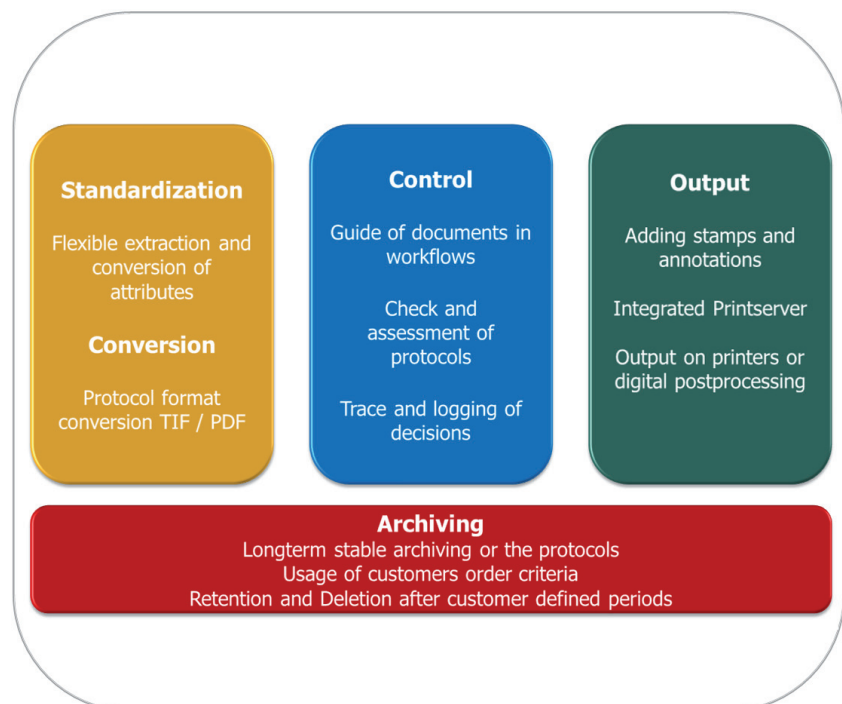 Standardization
Flexible extraction and
conversion of
attributes
Conversion
Protocol format
conversion TIF / PDF
Control
Guide of documents in
workflows
Check and
assessment of
protocols
Trace and logging of
decisions
Output
Adding stamps and
annotations
Integrated Printserver
Output on printers or
digital postprocessing
Archiving
Longterm stable archiving or the protocols
Usage of customers order criteria
Retention and Deletion after customer defined periods